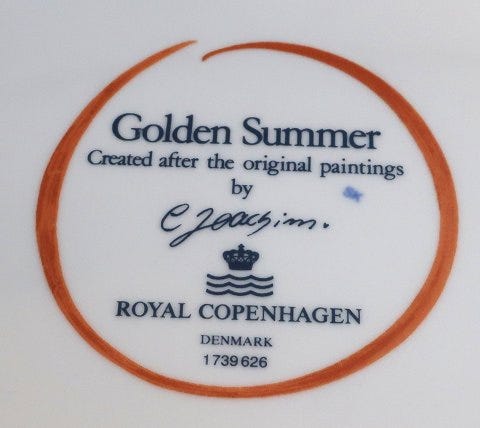 Golden Summer
Created after the original paintings
by
C Joachim.
ROYAL COPENHAGEN
DENMARK
1739626